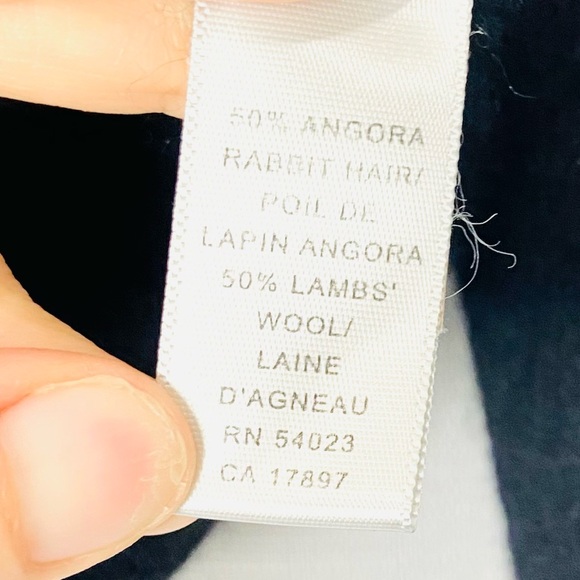 50% ANGORA
RABBIT HAIR/
POIL DE
LAPIN ANGORA
50% LAMBS'
WOOL/
LAINE
D'AGNEAU
RN 54023
CA 17897